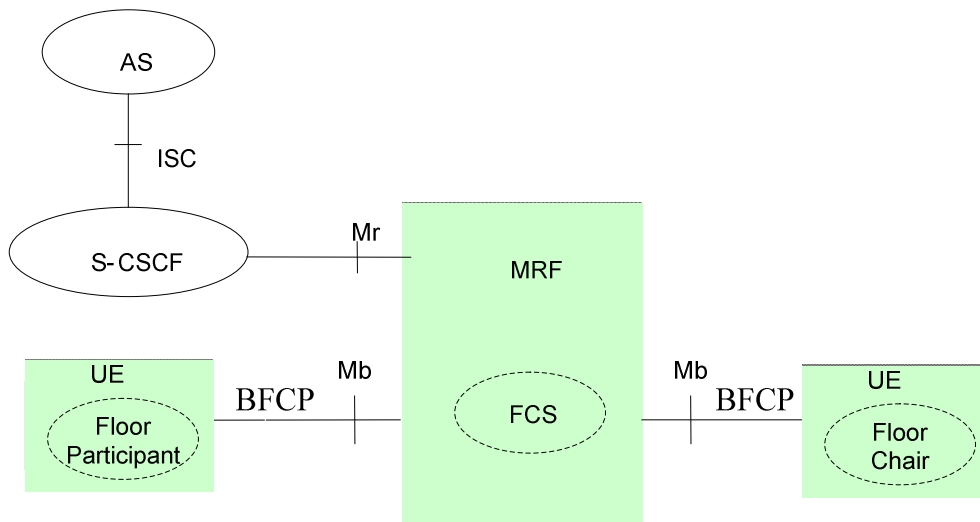 AS
ISC
Mr
S-CSCF
MRF
UE
BFCP
Mb
FCS
Mb
BFCP
UE
Floor
Participant
Floor
Chair